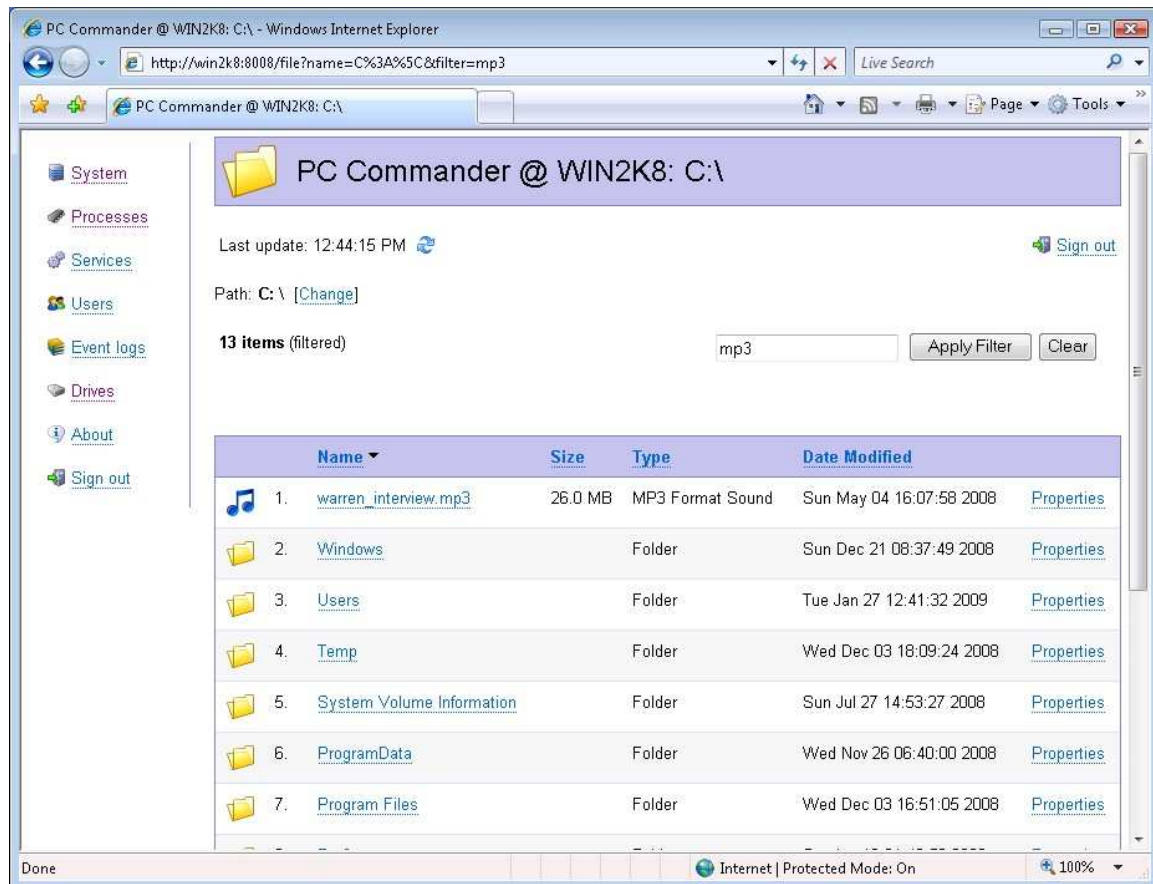 PC Commander @ WIN2K8: C:\ - Windows Internet Explorer
http://win2k8:8008/file?name=C%3A%5C&filter=mp3
Live Search
PC Commander @ WIN2K8: C:\
Page
Tools
System
Processes
Services
Users
Event logs
Drives
About
Sign out
PC Commander @ WIN2K8: C:\
Last update: 12:44:15 PM
Sign out
Path: C: \ [Change]
13 items (filtered)
mp3
Apply Filter
Clear
Name Size Type Date Modified
1. warren_interview.mp3 26.0 MB MP3 Format Sound Sun May 04 16:07:58 2008 Properties
2. Windows Folder Sun Dec 21 08:37:49 2008 Properties
3. Users Folder Tue Jan 27 12:41:32 2009 Properties
4. Temp Folder Wed Dec 03 18:09:24 2008 Properties
5. System Volume Information Folder Sun Jul 27 14:53:27 2008 Properties
6. ProgramData Folder Wed Nov 26 06:40:00 2008 Properties
7. Program Files Folder Wed Dec 03 16:51:05 2008 Properties
Done
Internet | Protected Mode: On
100%